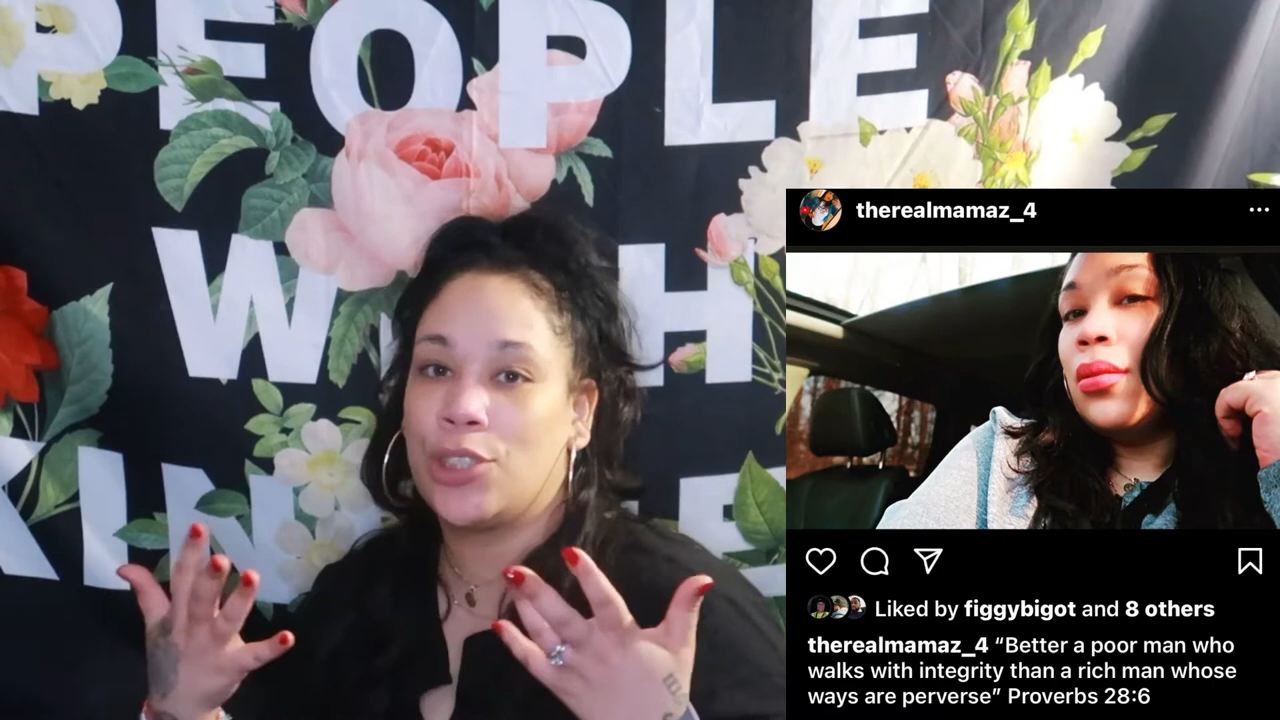 PEOPLE
W H
KIN
therealmamaz_4
Liked by figgybigot and 8 others
therealmamaz_4 “Better a poor man who
walks with integrity than a rich man whose
ways are perverse” Proverbs 28:6